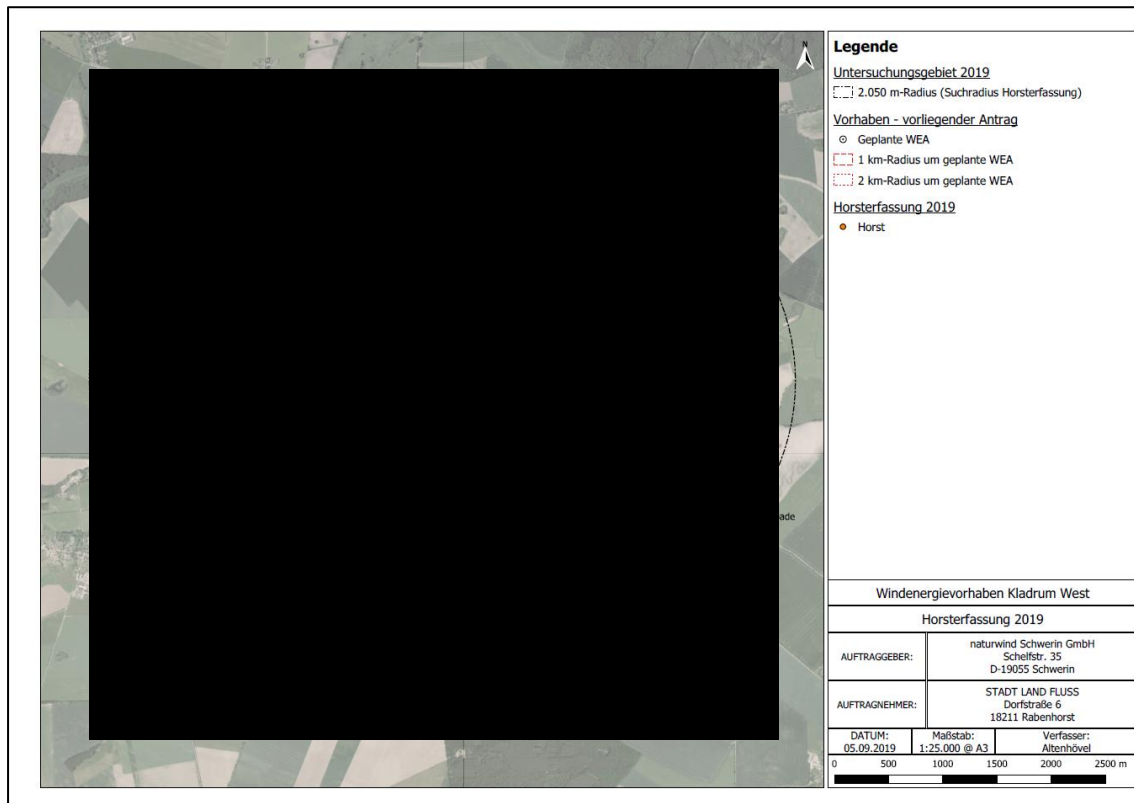 N
ade
Legende
Untersuchungsgebiet 2019
2.050 m-Radius (Suchradius Horsterfassung)
Vorhaben - vorliegender Antrag
Geplante WEA
1 km-Radius um geplante WEA
2 km-Radius um geplante WEA
Horsterfassung 2019
Horst
Windenergievorhaben Kladrum West
Horsterfassung 2019
AUFTRAGGEBER:
naturwind Schwerin GmbH
Schelfstr. 35
D-19055 Schwerin
AUFTRAGNEHMER:
STADT LAND FLUSS
Dorfstraße 6
18211 Rabenhorst
DATUM:
05.09.2019
Maßstab:
1:25.000 @ A3
Verfasser:
Altenhövel
0 500 1000 1500 2000 2500 m